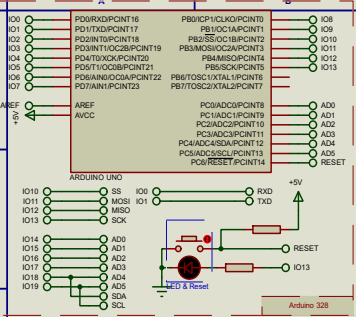 A
B
IO0 PD0/RXD/PCINT16 PB0/ICP1/CLKO/PCINT0 IO8
IO1 PD1/TXD/PCINT17 PB1/OC1A/PCINT1 IO9
IO2 PD2/INT0/PCINT18 PB2/SS/OC1B/PCINT2 IO10
IO3 PD3/INT1/OC2B/PCINT19 PB3/MOSI/OC2A/PCINT3 IO11
IO4 PD4/T0/XCK/PCINT20 PB4/MISO/PCINT4 IO12
IO5 PD5/T1/OC0B/PCINT21 PB5/SCK/PCINT5 IO13
IO6 PD6/AIN0/OC0A/PCINT22 PB6/TOSC1/XTAL1/PCINT6
IO7 PD7/AIN1/PCINT23 PB7/TOSC2/XTAL2/PCINT7
AREF AREF PC0/ADC0/PCINT8 AD0
+5V AVCC PC1/ADC1/PCINT9 AD1
PC2/ADC2/PCINT10 AD2
PC3/ADC3/PCINT11 AD3
PC4/ADC4/SDA/PCINT12 AD4
PC5/ADC5/SCL/PCINT13 AD5
PC6/RESET/PCINT14 RESET
ARDUINO UNO
IO10 SS IO0 RXD
IO11 MOSI IO1 TXD
IO12 MISO
IO13 SCK
+5V
IO14 AD0
IO15 AD1 RESET
IO16 AD2
IO17 AD3 IO13
IO18 AD4
IO19 AD5 LED & Reset
SDA
SCL
Arduino 328